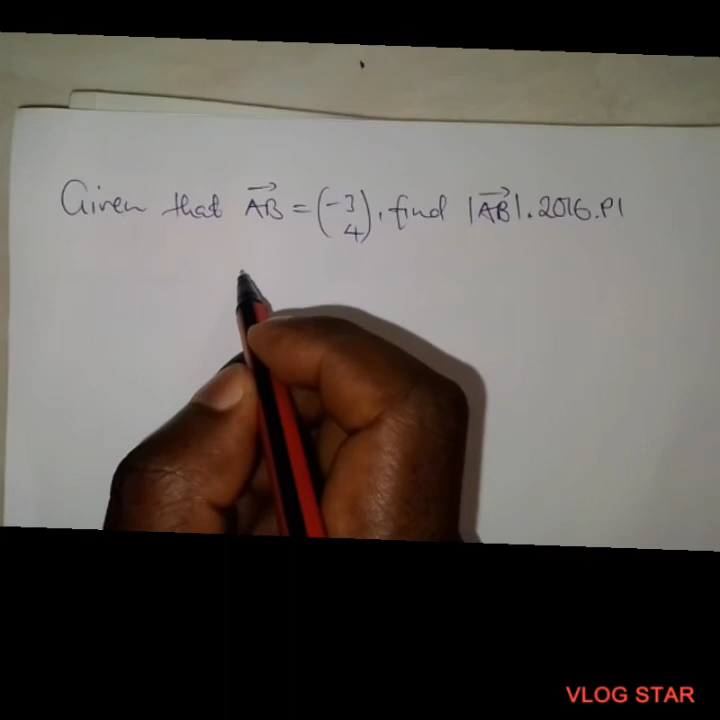 Given that AB⃗ = (-3 4), find |AB⃗|. 2016. P1
VLOG STAR